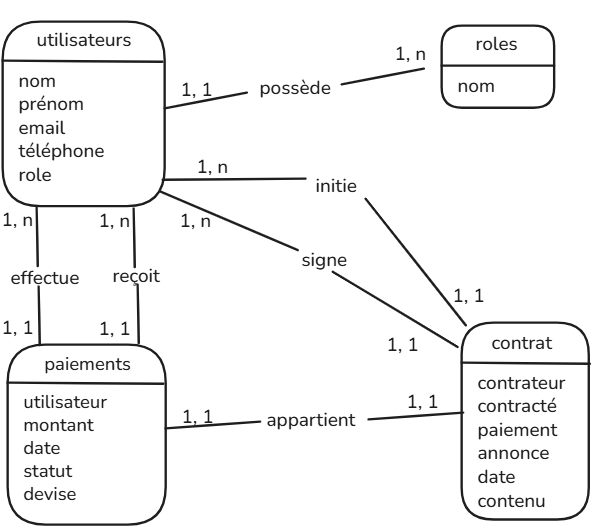 utilisateurs
nom
prénom
email
téléphone
role
1, 1
possède
1, n
roles
nom
1, n
initie
1, 1
1, n
signe
1, 1
1, n
effectue
1, 1
1, n
reçoit
1, 1
paiements
utilisateur
montant
date
statut
devise
1, 1
appartient
1, 1
contrat
contrateur
contracté
paiement
annonce
date
contenu